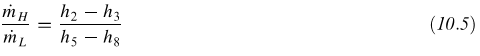 ṁ_H / ṁ_L = (h_2 − h_3) / (h_5 − h_8) (10.5)